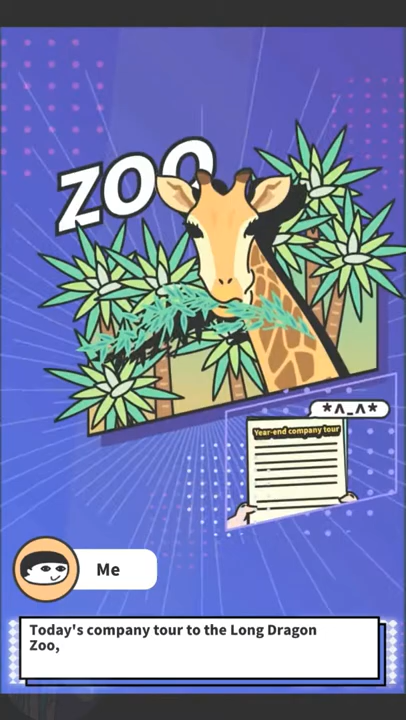 ZOO
*^_^*
Year-end company tour
Me
Today's company tour to the Long Dragon
Zoo,